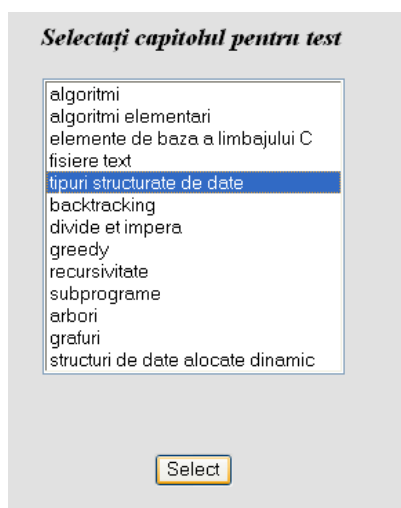 Selectați capitolul pentru test
algoritmi
algoritmi elementari
elemente de baza a limbajului C
fisiere text
tipuri structurate de date
backtracking
divide et impera
greedy
recursivitate
subprograme
arbori
grafuri
structuri de date alocate dinamic
Select